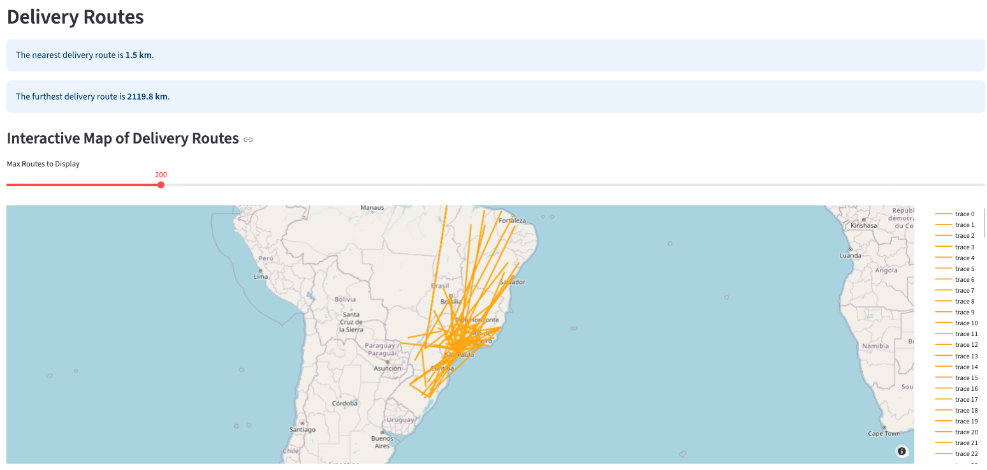 Delivery Routes
The nearest delivery route is 1.5 km.
The furthest delivery route is 2119.8 km.
Interactive Map of Delivery Routes
Max Routes to Display
200
Manaus
Fortaleza
Perú
Lima
Brasil
Salvador
Bolivia
Brasília
Santa
Cruz de
la Sierra
Horizonte
Paraguay /
Paraguái
Asunción
Curitiba
Córdoba
Uruguay
Santiago
Buenos
Aires
Chile
Kinshasa
Luanda
Angola
Namibia
Cape Town
trace 0
trace 1
trace 2
trace 3
trace 4
trace 5
trace 6
trace 7
trace 8
trace 9
trace 10
trace 11
trace 12
trace 13
trace 14
trace 15
trace 16
trace 17
trace 18
trace 19
trace 20
trace 21
trace 22